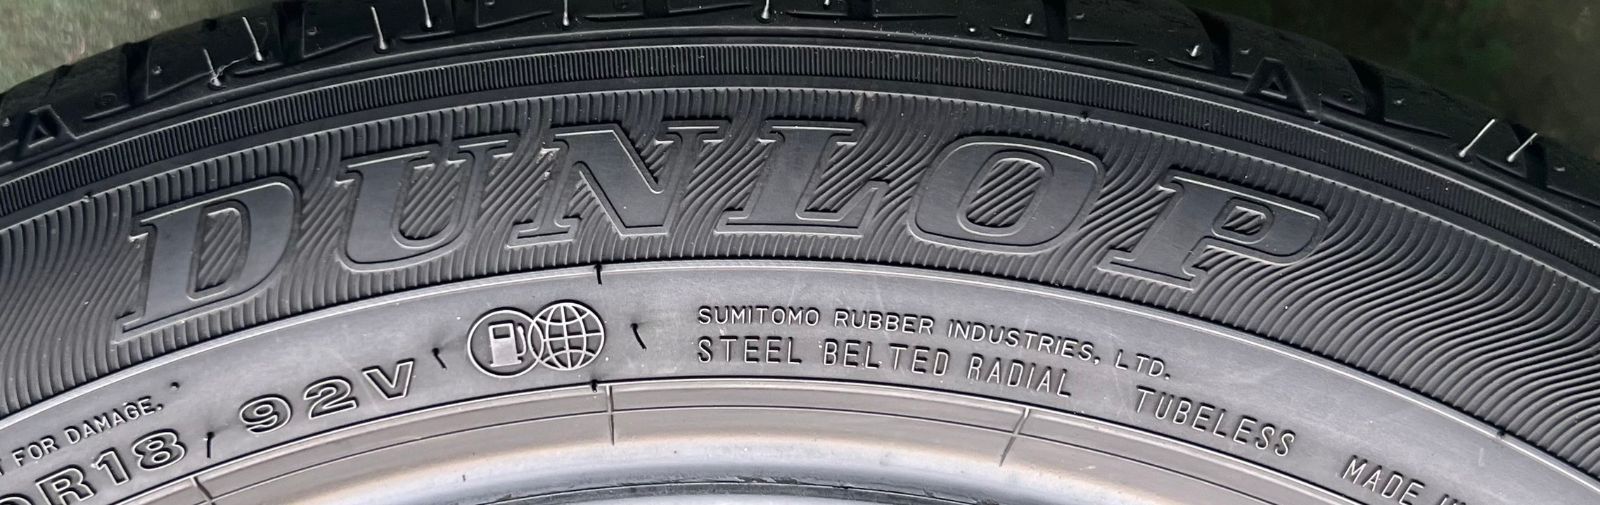 A
A
DUNLOP
SUMITOMO RUBBER INDUSTRIES, LTD.
STEEL BELTED RADIAL TUBELESS
MADE
FOR DAMAGE.
R18 92V